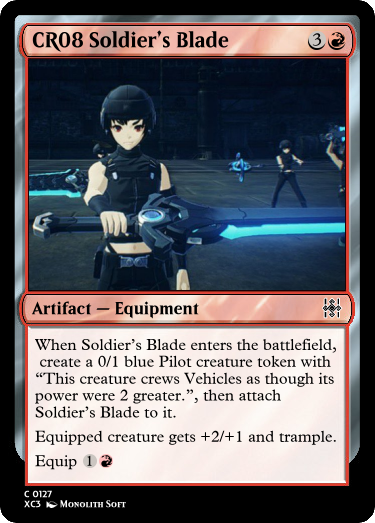 CR08 Soldier's Blade 3
Artifact — Equipment
When Soldier's Blade enters the battlefield,
create a 0/1 blue Pilot creature token with
“This creature crews Vehicles as though its
power were 2 greater.”, then attach
Soldier's Blade to it.
Equipped creature gets +2/+1 and trample.
Equip 1
C 0127
XC3 Monolith Soft